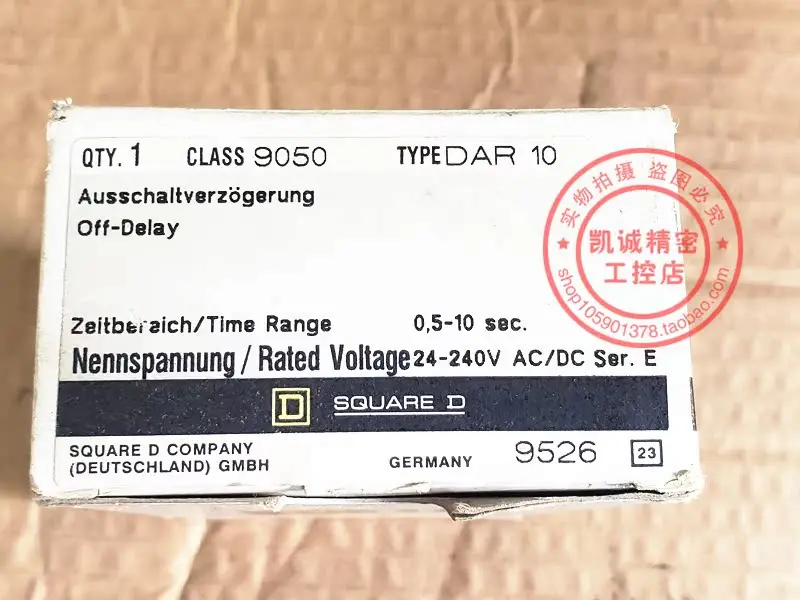 QTY. 1 CLASS 9050 TYPE DAR 10
Ausschaltverzögerung
Off-Delay
Zeitbereich/Time Range 0,5-10 sec.
Nennspannung / Rated Voltage 24-240V AC/DC Ser. E
D SQUARE D
SQUARE D COMPANY
(DEUTSCHLAND) GMBH
GERMANY 9526 23
实物拍摄 盗图必究
凯诚精密
工控店
shop105901378.taobao.com